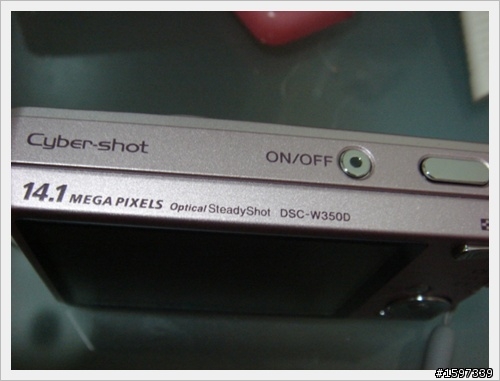 Cyber-shot
ON/OFF
14.1 MEGA PIXELS Optical SteadyShot DSC-W350D
#1597339